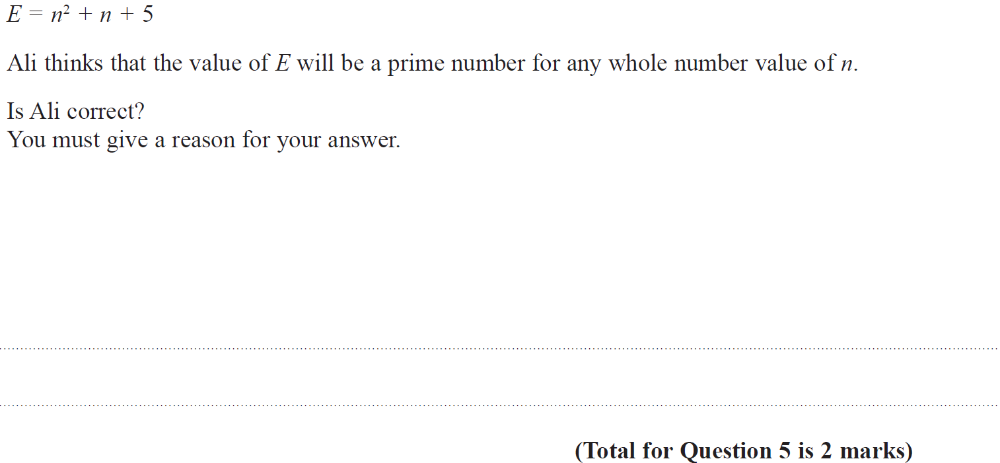 E = n² + n + 5
Ali thinks that the value of E will be a prime number for any whole number value of n.
Is Ali correct?
You must give a reason for your answer.
(Total for Question 5 is 2 marks)